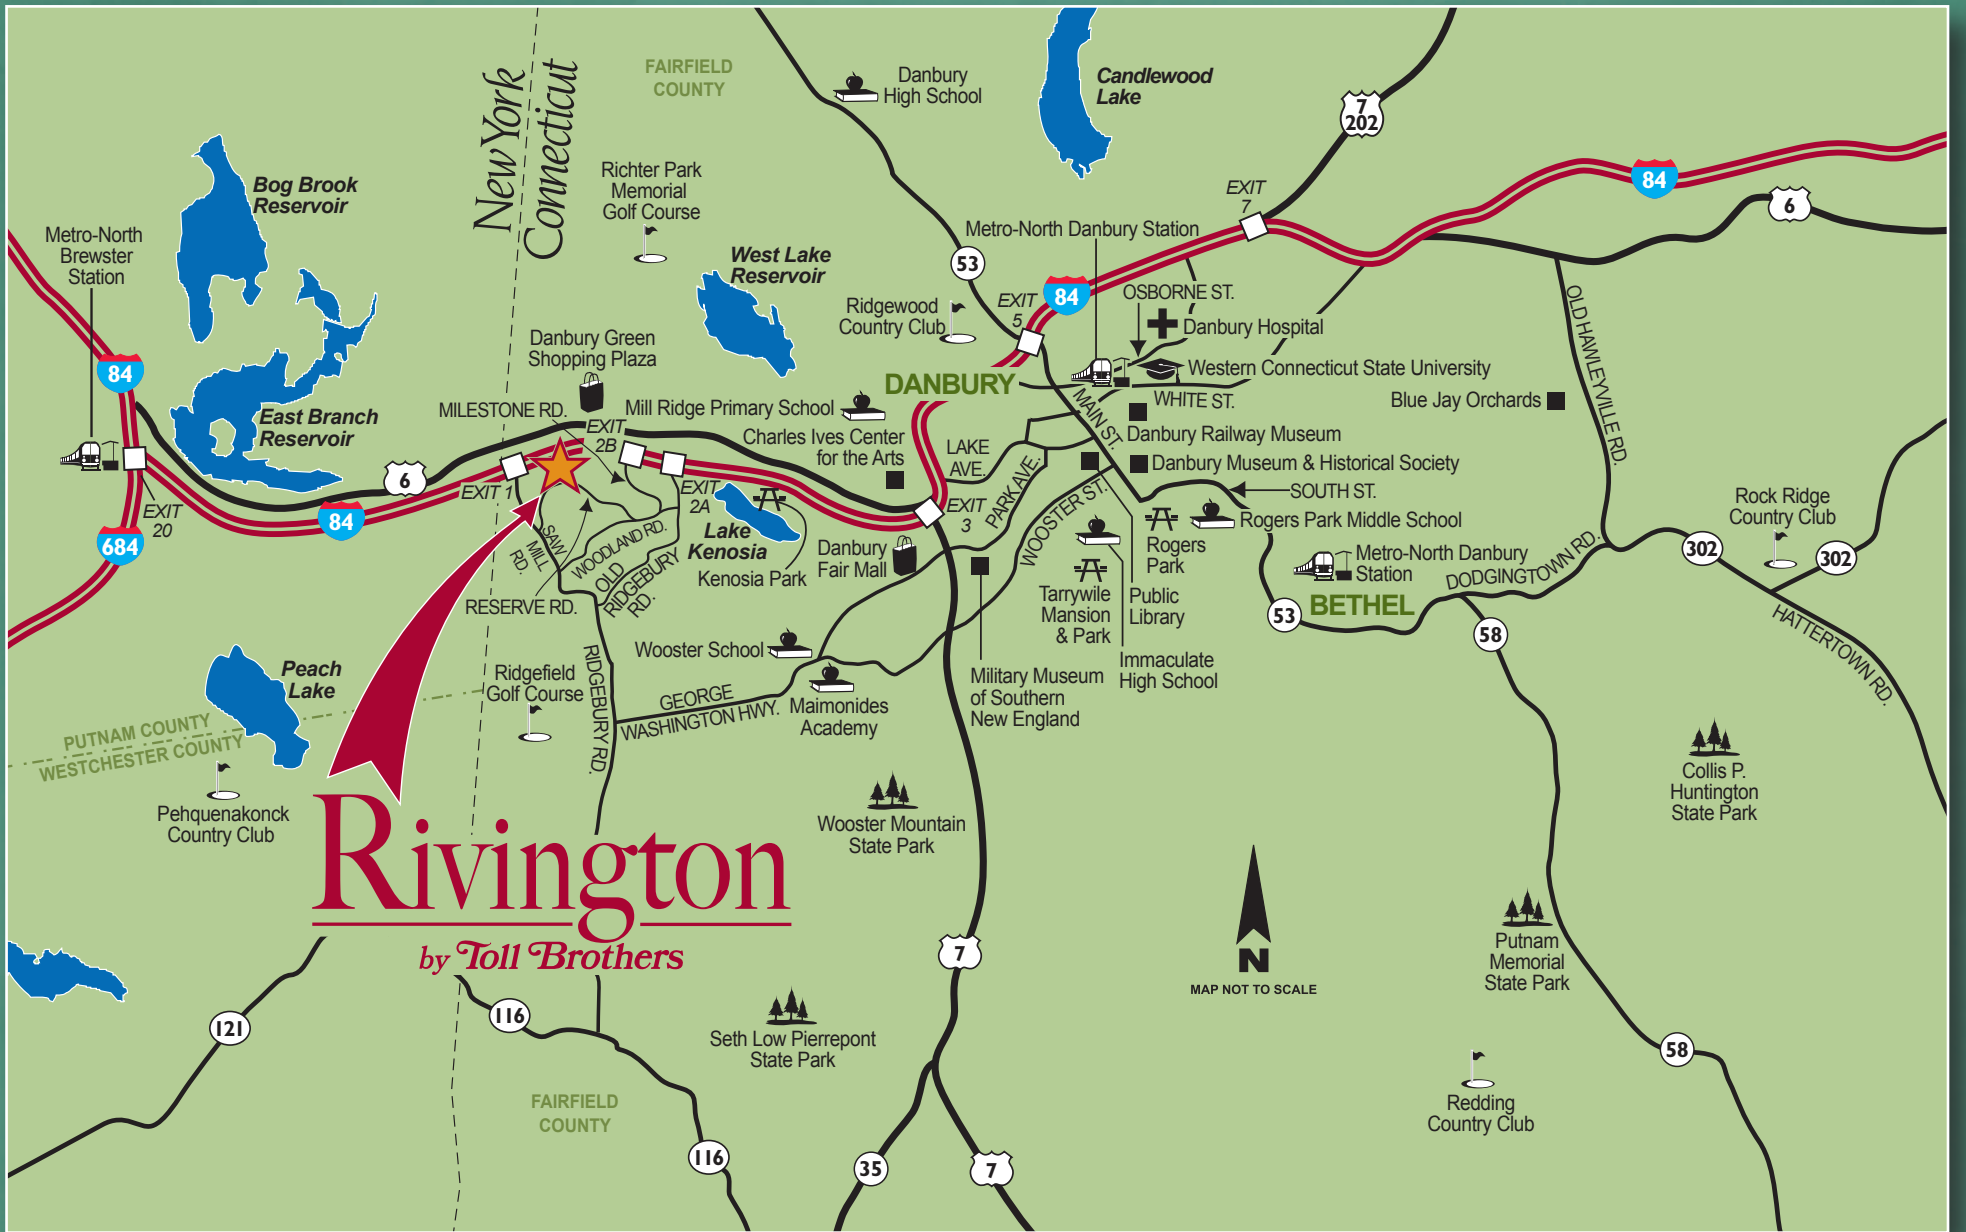 FAIRFIELD
COUNTY
New York
Connecticut
Danbury
High School
Candlewood
Lake
7
202
84
6
Bog Brook
Reservoir
Richter Park
Memorial
Golf Course
EXIT
7
Metro-North
Brewster
Station
Metro-North Danbury Station
West Lake
Reservoir
53
84
EXIT
5
OSBORNE ST.
Ridgewood
Country Club
Danbury Hospital
OLD HAWLEYVILLE RD.
Danbury Green
Shopping Plaza
84
DANBURY
Western Connecticut State University
WHITE ST.
Blue Jay Orchards
MAIN ST.
MILESTONE RD.
Mill Ridge Primary School
East Branch
Reservoir
EXIT
2B
Charles Ives Center
for the Arts
LAKE
AVE.
Danbury Railway Museum
Danbury Museum & Historical Society
6
EXIT 1
EXIT
2A
PARK AVE.
WOOSTER ST.
SOUTH ST.
EXIT
20
84
EXIT
3
Rogers Park Middle School
Rock Ridge
Country Club
684
SAW
MILL
RD.
WOODLAND RD.
Lake
Kenosia
Kenosia Park
Danbury
Fair Mall
Rogers
Park
Metro-North Danbury
Station
302
302
OLD
RIDGEBURY
RD.
RESERVE RD.
Tarrywile
Mansion
& Park
Public
Library
DODGINGTOWN RD.
BETHEL
53
58
HATTERTOWN RD.
Wooster School
Immaculate
High School
Peach
Lake
Ridgefield
Golf Course
RIDGEBURY RD.
Military Museum
of Southern
New England
GEORGE
WASHINGTON HWY.
Maimonides
Academy
PUTNAM COUNTY
WESTCHESTER COUNTY
Pehquenakonck
Country Club
Collis P.
Huntington
State Park
Wooster Mountain
State Park
Rivington
by Toll Brothers
7
N
MAP NOT TO SCALE
Putnam
Memorial
State Park
121
116
Seth Low Pierrepont
State Park
58
FAIRFIELD
COUNTY
Redding
Country Club
116
35
7